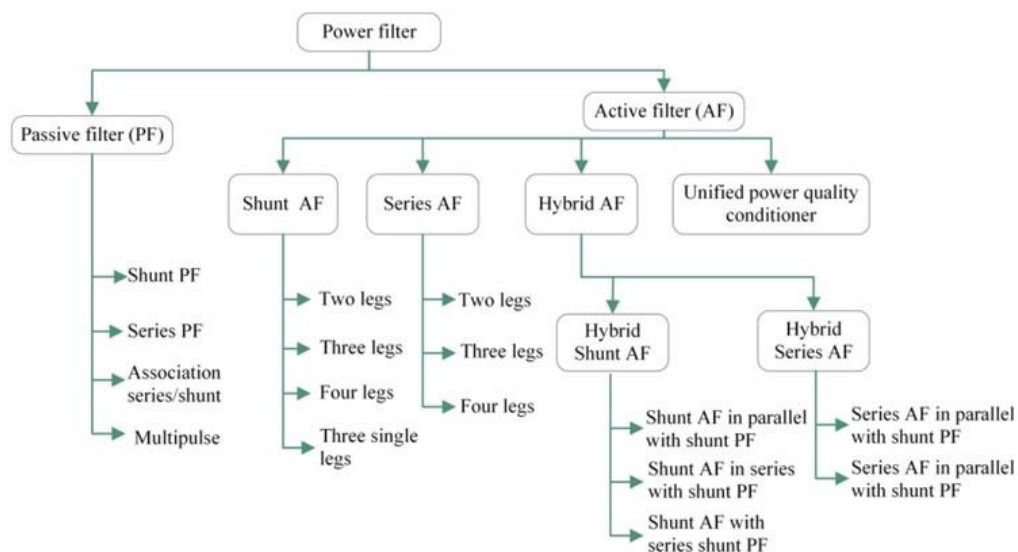 Power filter
Passive filter (PF)
Active filter (AF)
Shunt AF
Series AF
Hybrid AF
Unified power quality
conditioner
Shunt PF
Series PF
Association
series/shunt
Multipulse
Two legs
Three legs
Four legs
Three single
legs
Two legs
Three legs
Four legs
Hybrid
Shunt AF
Hybrid
Series AF
Shunt AF in parallel
with shunt PF
Shunt AF in series
with shunt PF
Shunt AF with
series shunt PF
Series AF in parallel
with shunt PF
Series AF in parallel
with shunt PF